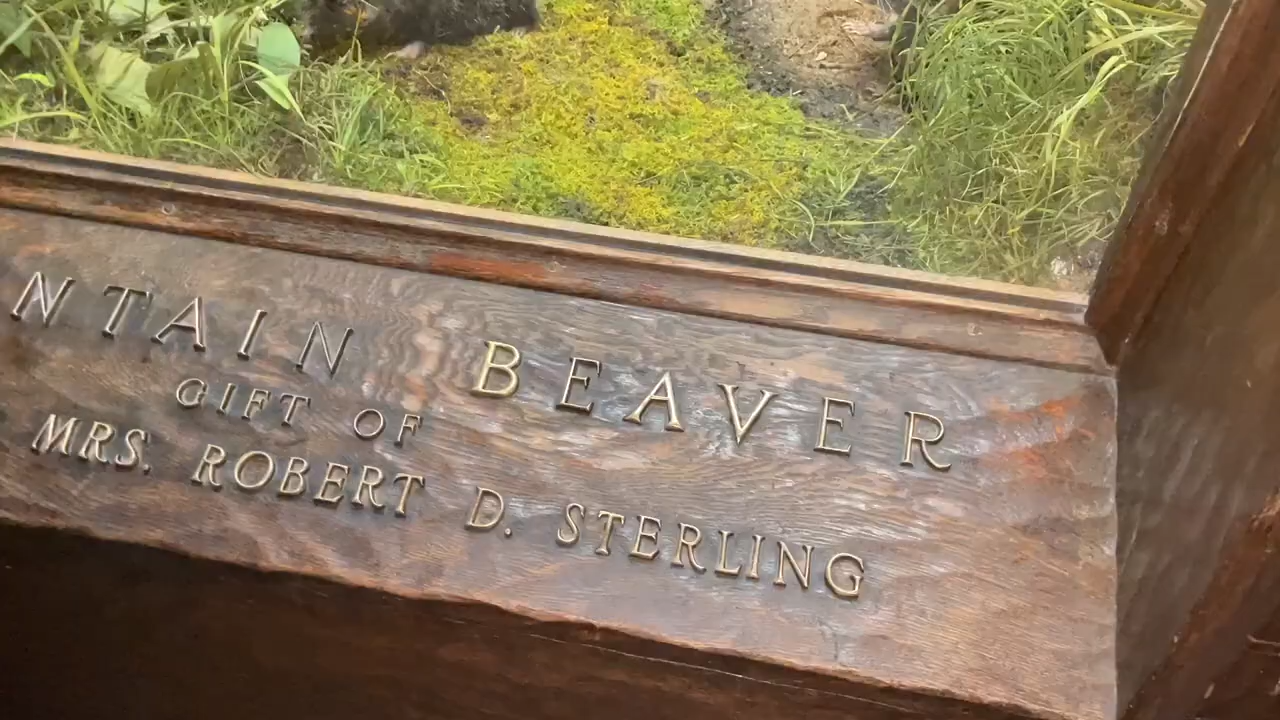 NTAIN BEAVER
GIFT OF
MRS. ROBERT D. STERLING